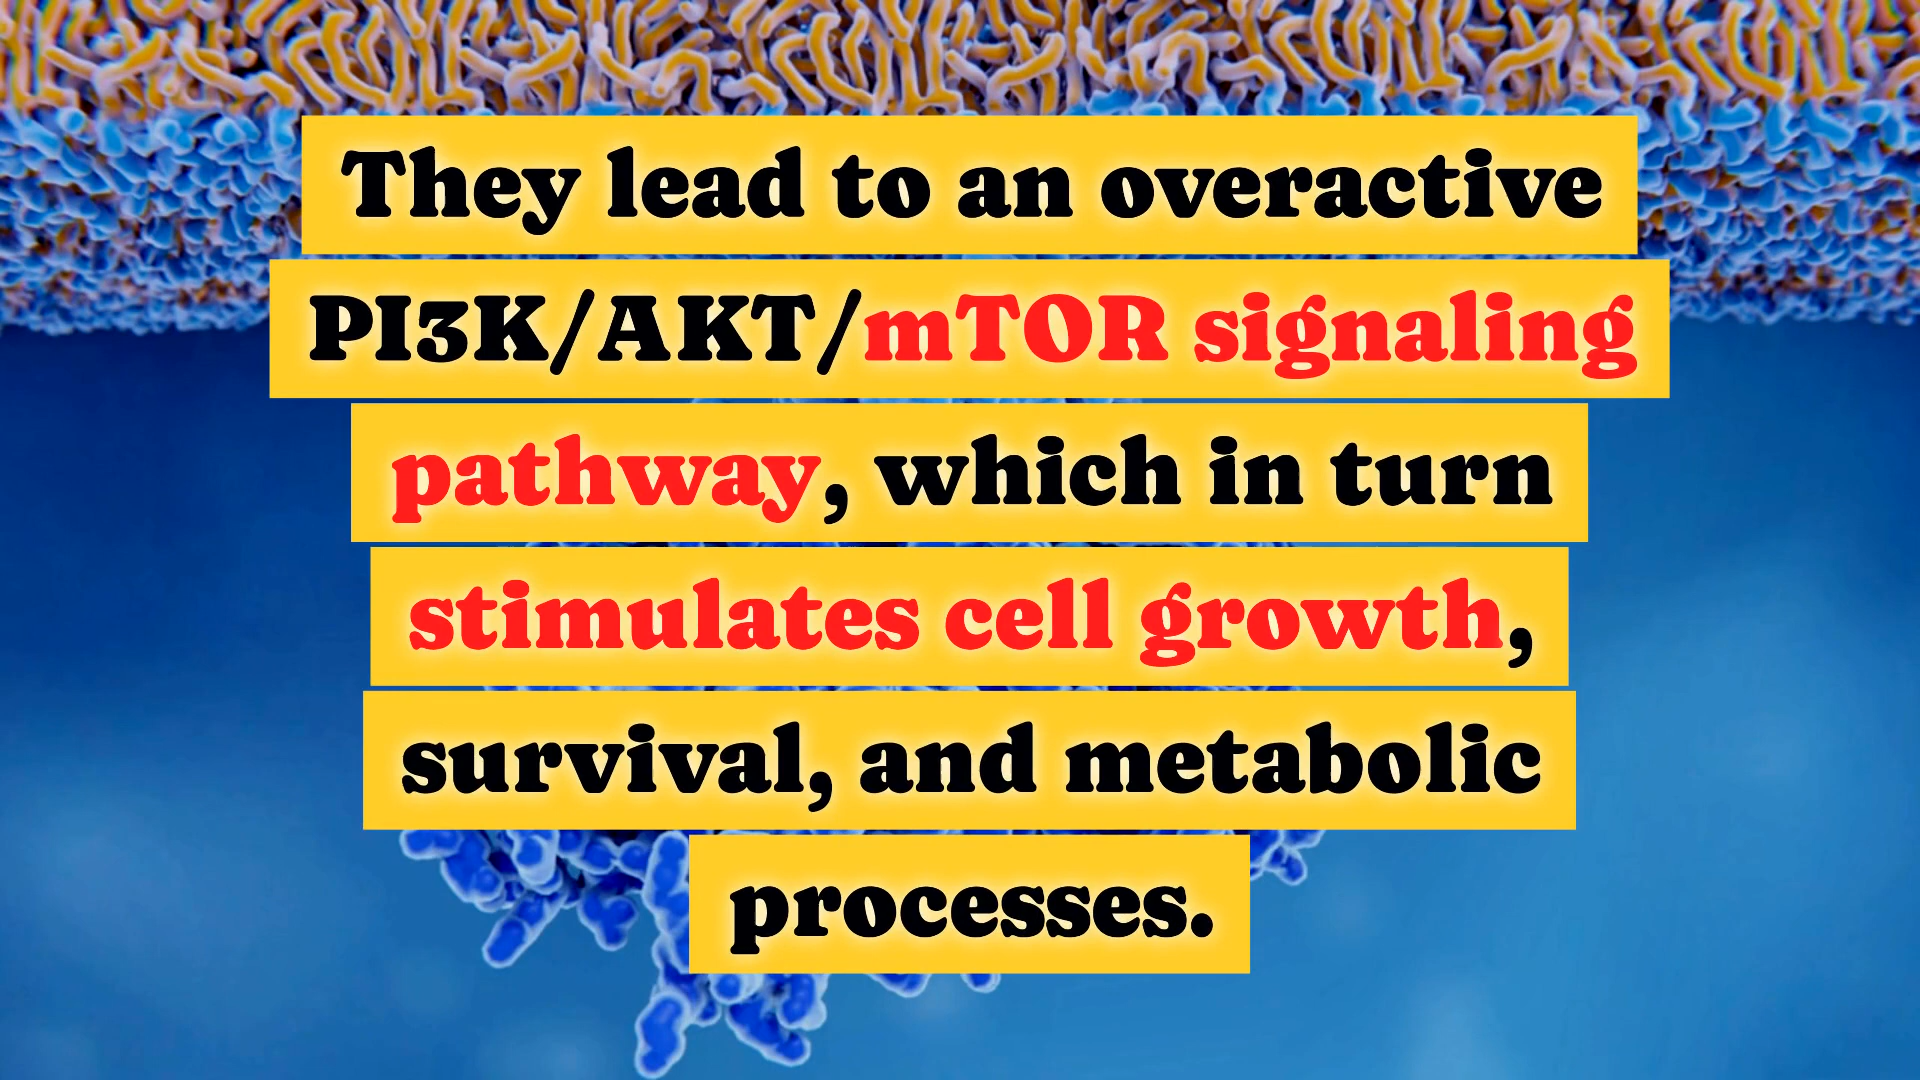 They lead to an overactive
PI3K/AKT/mTOR signaling
pathway, which in turn
stimulates cell growth,
survival, and metabolic
processes.